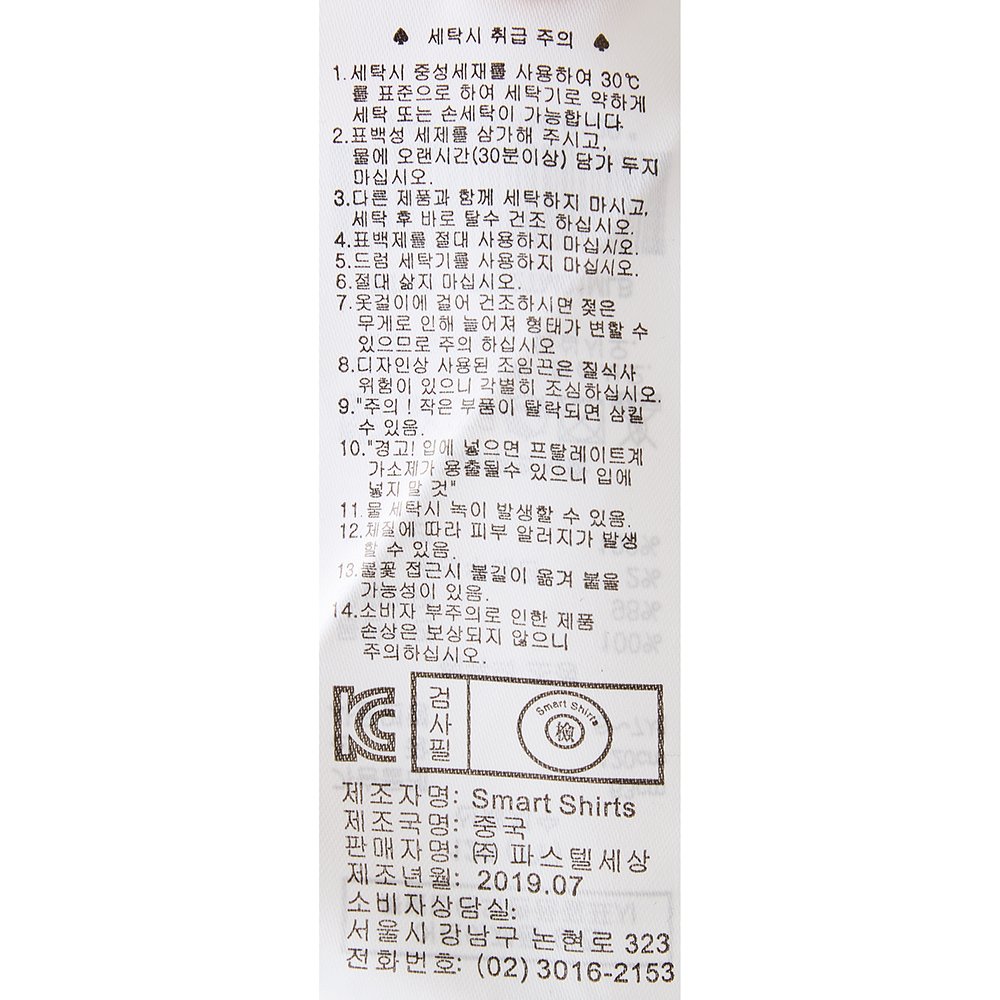 ♠ 세탁시 취급 주의 ♠
1.세탁시 중성세재를 사용하여 30℃
를 표준으로 하여 세탁기로 약하게
세탁 또는 손세탁이 가능합니다.
2.표백성 세제를 삼가해 주시고,
물에 오랜시간(30분이상) 담가 두지
마십시오.
3.다른 제품과 함께 세탁하지 마시고,
세탁 후 바로 탈수 건조 하십시오.
4.표백제를 절대 사용하지 마십시오.
5.드럼 세탁기를 사용하지 마십시오.
6.절대 삶지 마십시오.
7.옷걸이에 걸어 건조하시면 젖은
무게로 인해 늘어져 형태가 변할 수
있으므로 주의 하십시오
8.디자인상 사용된 조임끈은 질식사
위험이 있으니 각별히 조심하십시오.
9."주의 ! 작은 부품이 탈락되면 삼킬
수 있음.
10."경고! 입에 넣으면 프탈레이트계
가소제가 용출될수 있으니 입에
넣지 말 것"
11.물 세탁시 녹이 발생할 수 있음.
12.체질에 따라 피부 알러지가 발생
할 수 있음.
13.불꽃 접근시 불길이 옮겨 붙을
가능성이 있음.
14.소비자 부주의로 인한 제품
손상은 보상되지 않으니
주의하십시오.
KC 검사필 Smart Shirts 檢
제조자명: Smart Shirts
제조국명: 중국
판매자명: ㈜ 파스텔세상
제조년월: 2019.07
소비자상담실:
서울시 강남구 논현로 323
전화번호: (02) 3016-2153